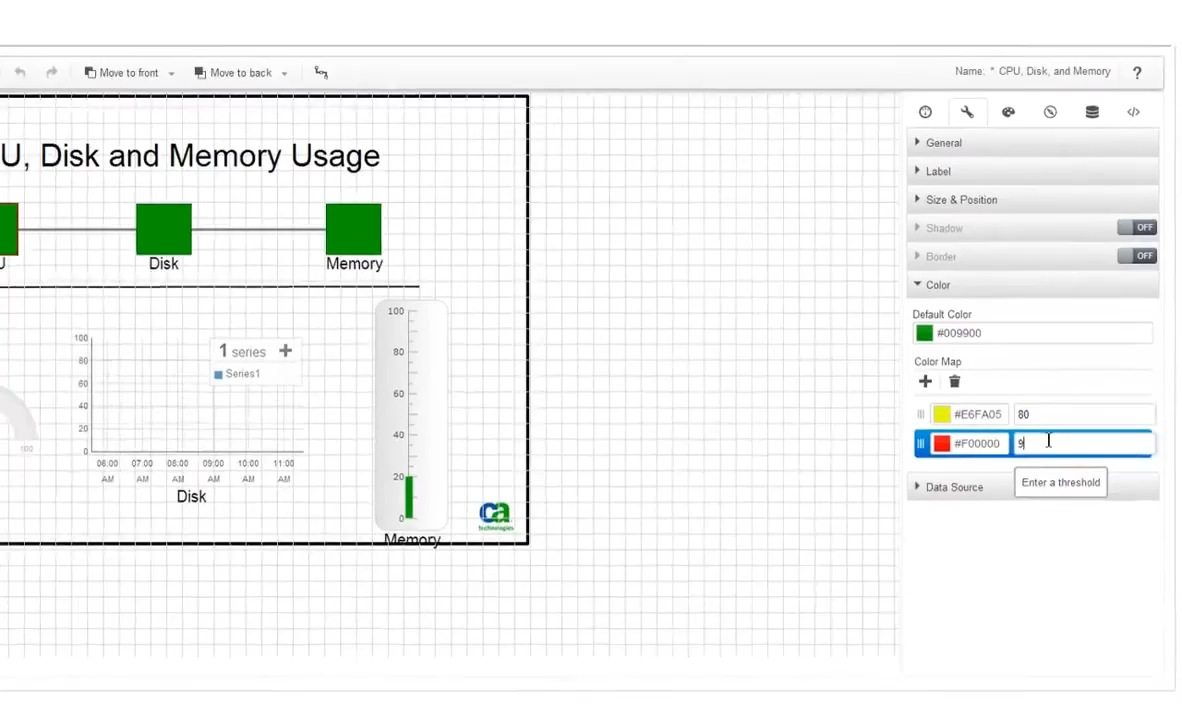 Move to front
Move to back
Name: * CPU, Disk, and Memory
?
U, Disk and Memory Usage
U
Disk
Memory
100
80
60
40
20
0
1 series +
Series1
06:00 AM
07:00 AM
08:00 AM
09:00 AM
10:00 AM
11:00 AM
Disk
100
100
80
60
40
20
0
Memory
ca
technologies
General
Label
Size & Position
Shadow
OFF
Border
OFF
Color
Default Color
#009900
Color Map
#E6FA05
80
#F00000
9
Data Source
Enter a threshold